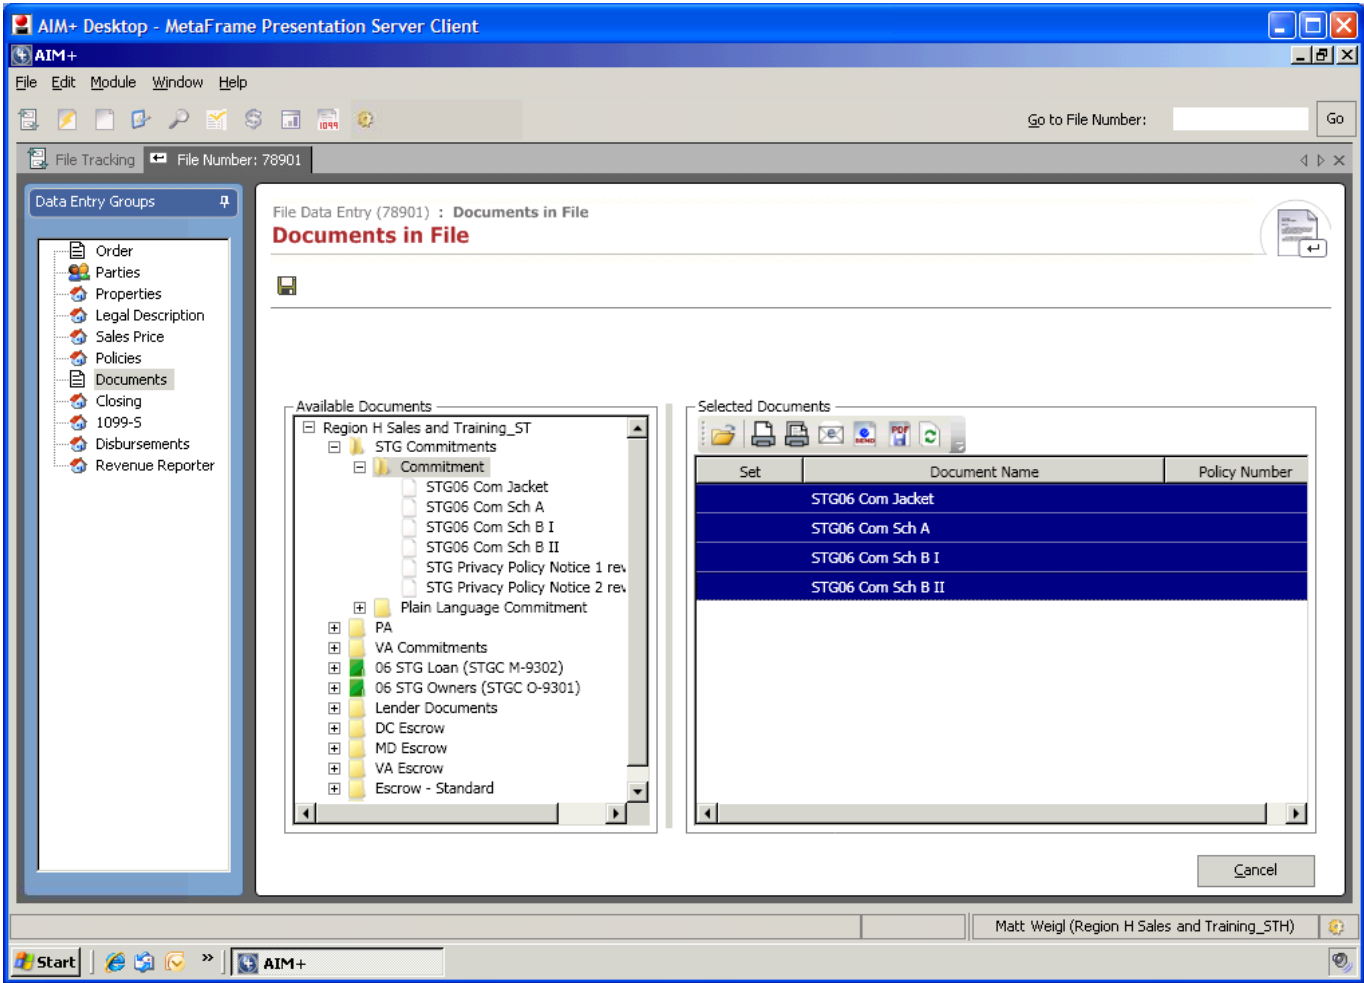 AIM+ Desktop - MetaFrame Presentation Server Client
AIM+
File Edit Module Window Help
1099
Go to File Number:
Go
File Tracking
File Number: 78901
Data Entry Groups
Order
Parties
Properties
Legal Description
Sales Price
Policies
Documents
Closing
1099-S
Disbursements
Revenue Reporter
File Data Entry (78901) : Documents in File
Documents in File
Available Documents
Region H Sales and Training_ST
STG Commitments
Commitment
STG06 Com Jacket
STG06 Com Sch A
STG06 Com Sch B I
STG06 Com Sch B II
STG Privacy Policy Notice 1 rev
STG Privacy Policy Notice 2 rev
Plain Language Commitment
PA
VA Commitments
06 STG Loan (STGC M-9302)
06 STG Owners (STGC O-9301)
Lender Documents
DC Escrow
MD Escrow
VA Escrow
Escrow - Standard
Selected Documents
SEND
PDF
Set Document Name Policy Number
STG06 Com Jacket
STG06 Com Sch A
STG06 Com Sch B I
STG06 Com Sch B II
Cancel
Matt Weigl (Region H Sales and Training_STH)
Start
»
AIM+